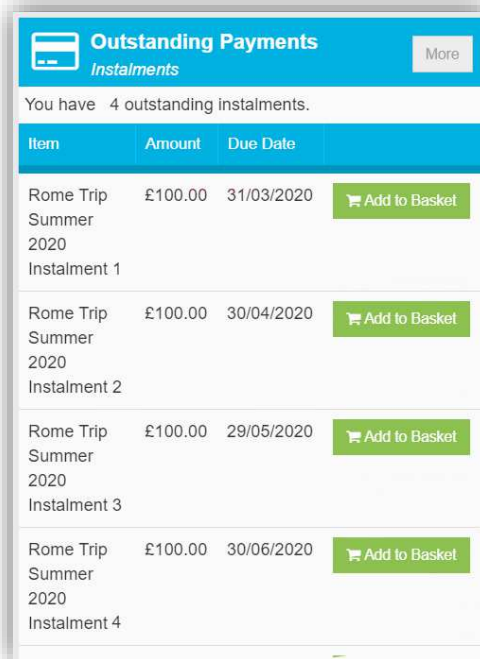 Outstanding Payments
Instalments
More
You have 4 outstanding instalments.
Item Amount Due Date
Rome Trip £100.00 31/03/2020 Add to Basket
Summer
2020
Instalment 1
Rome Trip £100.00 30/04/2020 Add to Basket
Summer
2020
Instalment 2
Rome Trip £100.00 29/05/2020 Add to Basket
Summer
2020
Instalment 3
Rome Trip £100.00 30/06/2020 Add to Basket
Summer
2020
Instalment 4